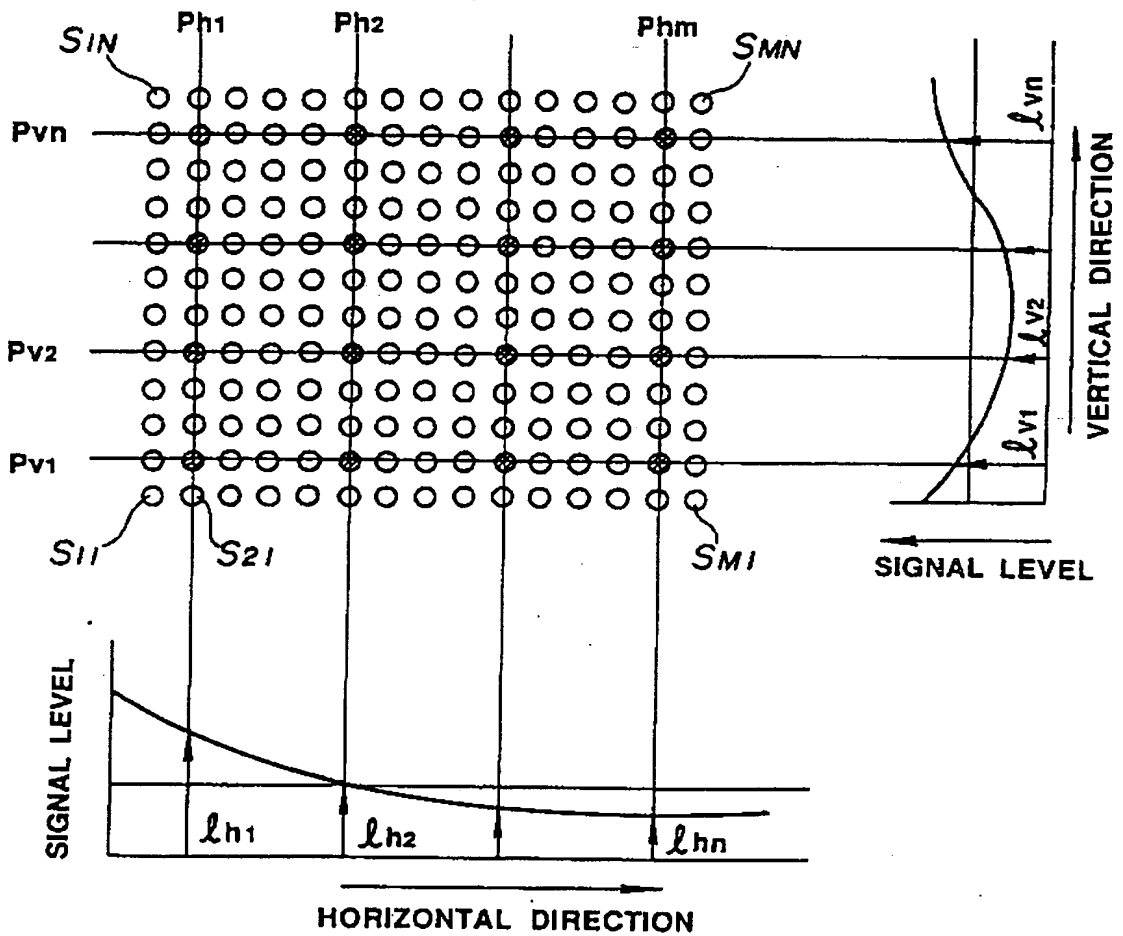 Ph1 Ph2 Phm
S1N SMN
Pvn
Pv2
Pv1
S11 S21 SM1
ℓvn
ℓv2
ℓv1
VERTICAL DIRECTION
SIGNAL LEVEL
SIGNAL LEVEL
ℓh1 ℓh2 ℓhn
HORIZONTAL DIRECTION